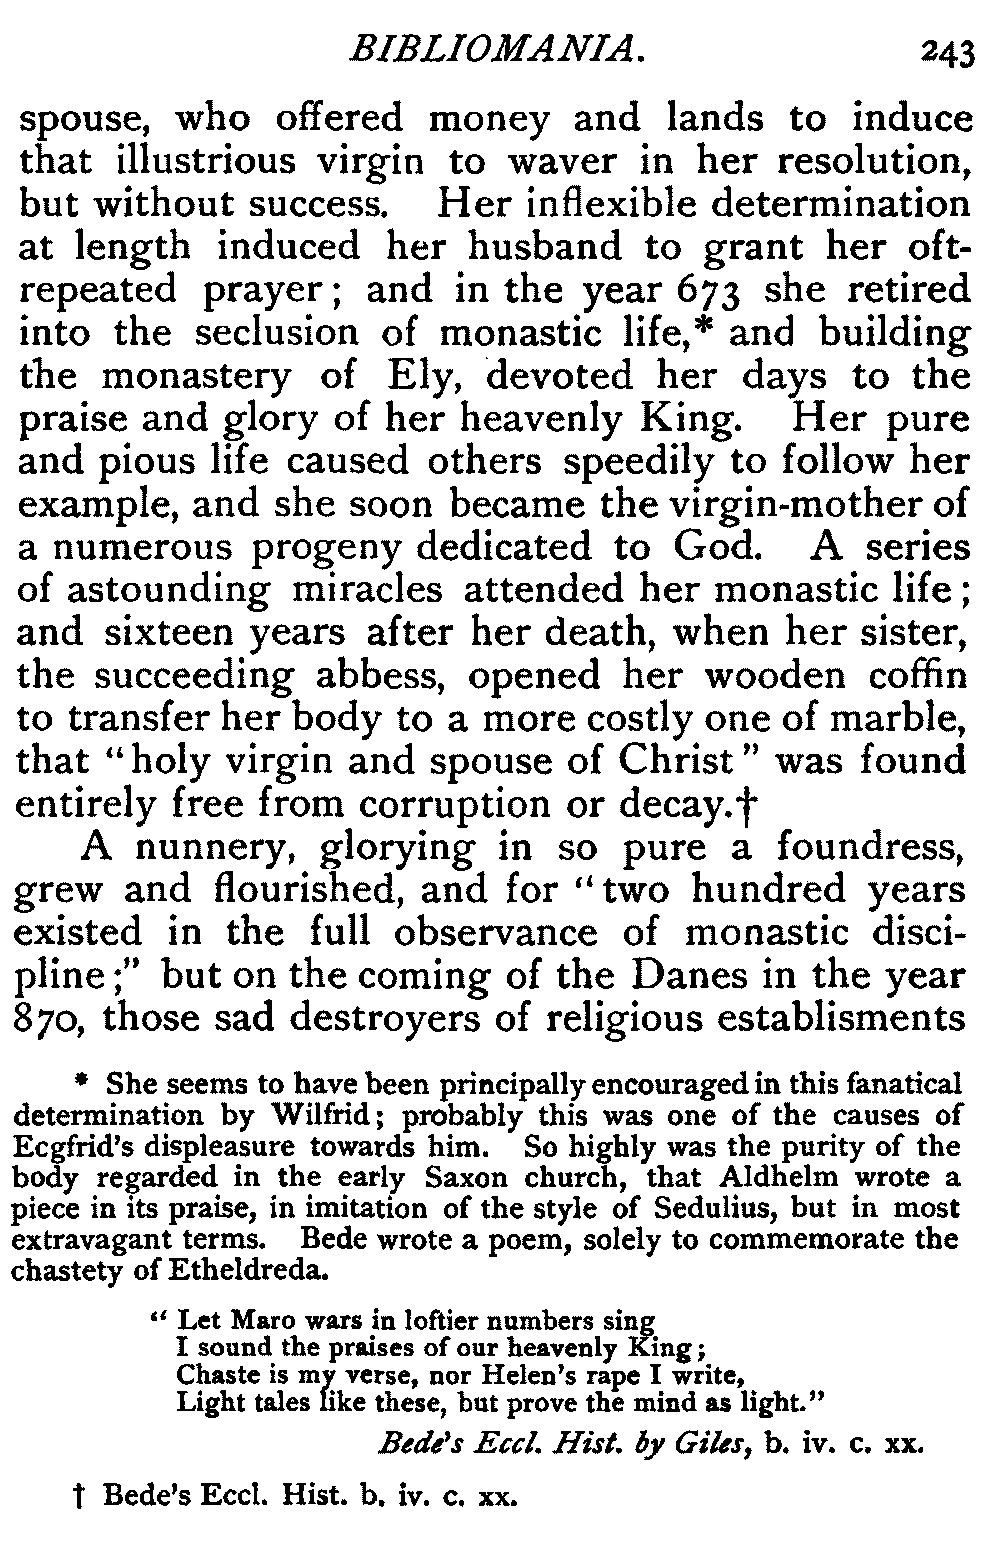 BIBLIOMANIA. 243
spouse, who offered money and lands to induce
that illustrious virgin to waver in her resolution,
but without success. Her inflexible determination
at length induced her husband to grant her oft-
repeated prayer; and in the year 673 she retired
into the seclusion of monastic life,* and building
the monastery of Ely, devoted her days to the
praise and glory of her heavenly King. Her pure
and pious life caused others speedily to follow her
example, and she soon became the virgin-mother of
a numerous progeny dedicated to God. A series
of astounding miracles attended her monastic life;
and sixteen years after her death, when her sister,
the succeeding abbess, opened her wooden coffin
to transfer her body to a more costly one of marble,
that "holy virgin and spouse of Christ" was found
entirely free from corruption or decay.†
A nunnery, glorying in so pure a foundress,
grew and flourished, and for "two hundred years
existed in the full observance of monastic disci-
pline;" but on the coming of the Danes in the year
870, those sad destroyers of religious establisments
* She seems to have been principally encouraged in this fanatical
determination by Wilfrid; probably this was one of the causes of
Ecgfrid's displeasure towards him. So highly was the purity of the
body regarded in the early Saxon church, that Aldhelm wrote a
piece in its praise, in imitation of the style of Sedulius, but in most
extravagant terms. Bede wrote a poem, solely to commemorate the
chastety of Etheldreda.
"Let Maro wars in loftier numbers sing
I sound the praises of our heavenly King;
Chaste is my verse, nor Helen's rape I write,
Light tales like these, but prove the mind as light."
Bede's Eccl. Hist. by Giles, b. iv. c. xx.
† Bede's Eccl. Hist. b. iv. c. xx.